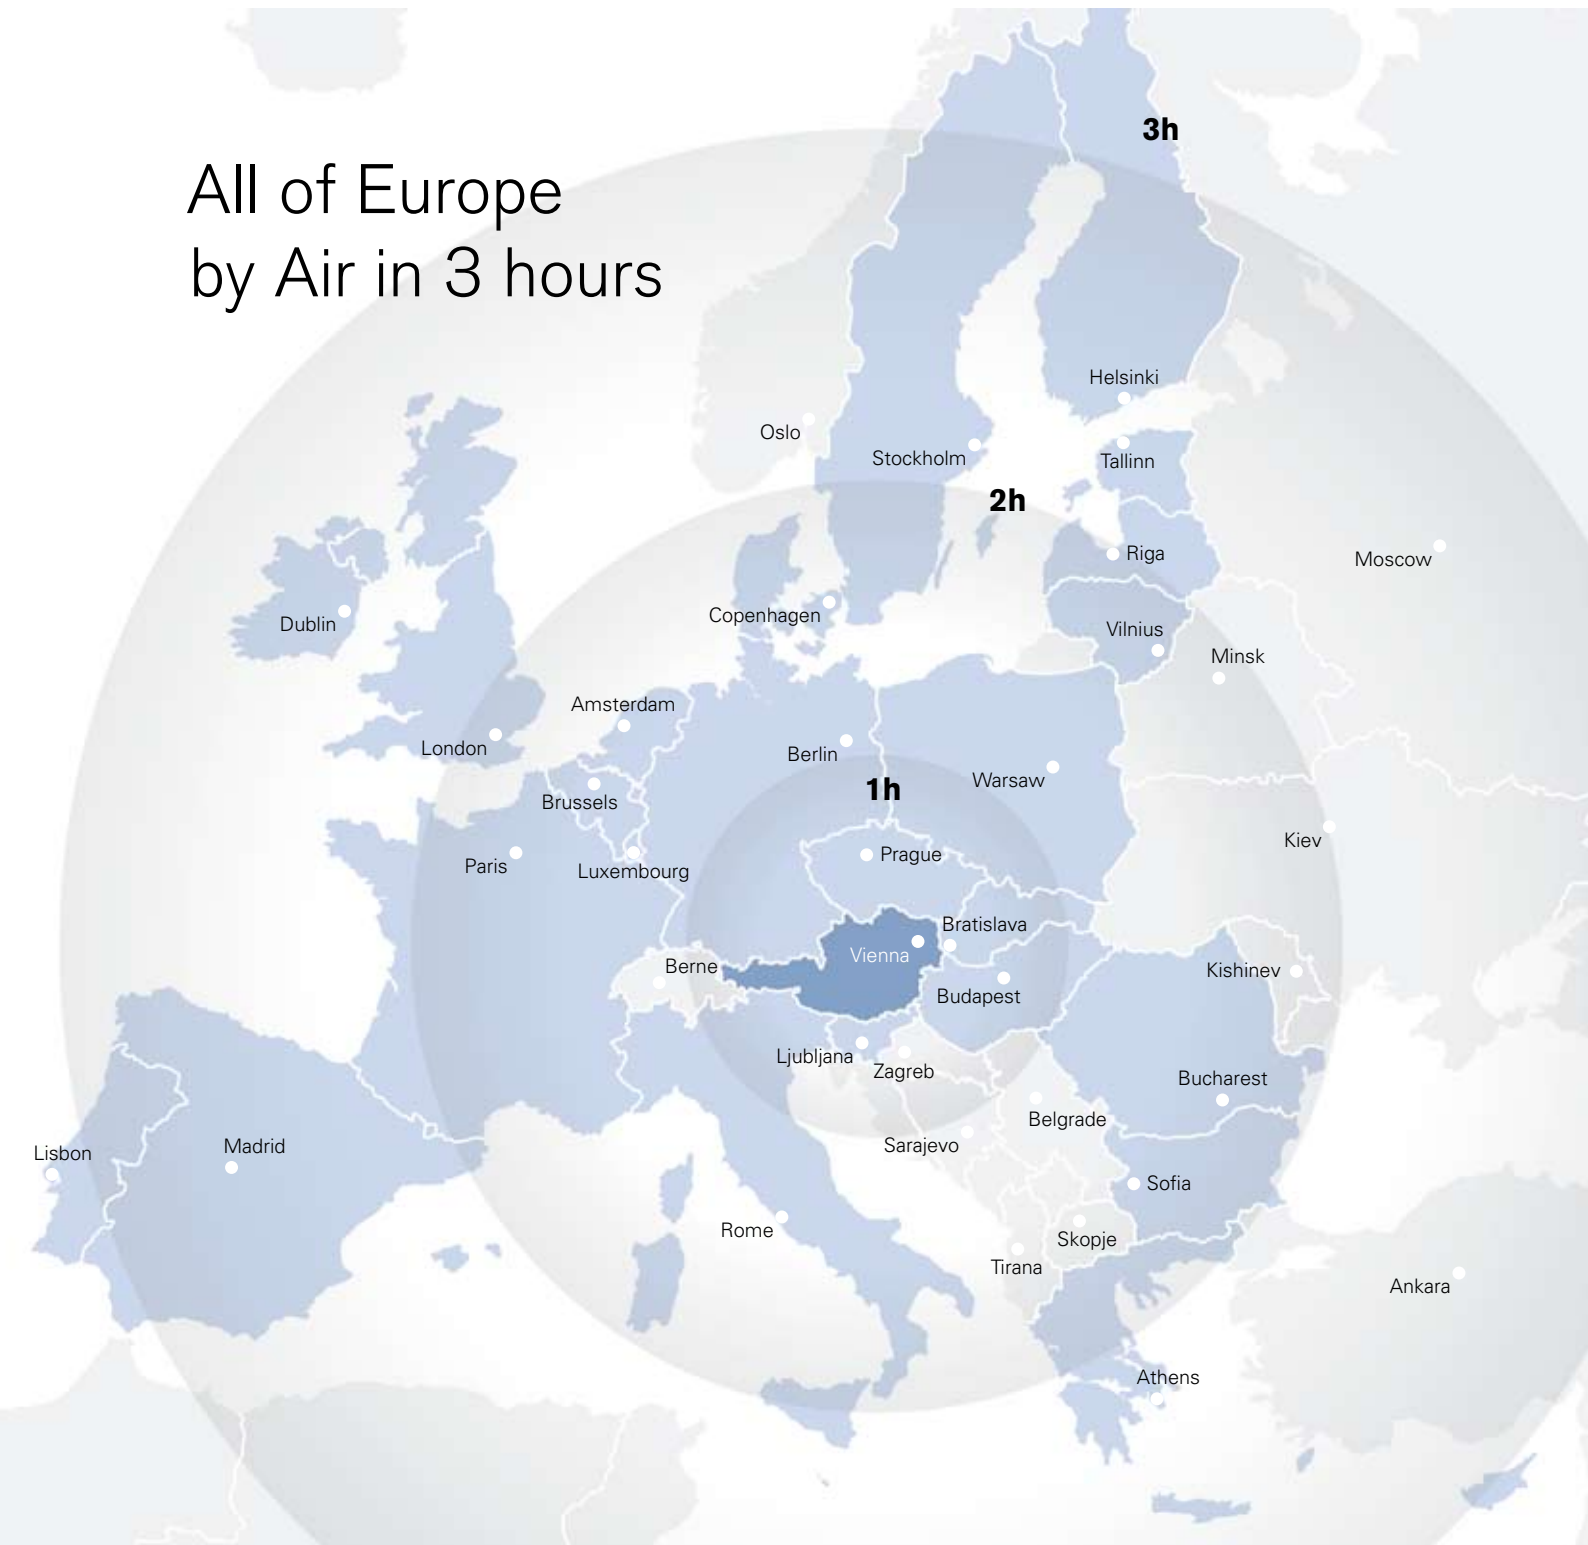 All of Europe
by Air in 3 hours
3h
Helsinki
Oslo
Stockholm
Tallinn
2h
Riga
Moscow
Copenhagen
Dublin
Vilnius
Minsk
Amsterdam
London
Berlin
Warsaw
1h
Brussels
Kiev
Paris
Luxembourg
Prague
Bratislava
Vienna
Berne
Kishinev
Budapest
Ljubljana
Zagreb
Bucharest
Belgrade
Sarajevo
Lisbon
Madrid
Sofia
Rome
Skopje
Tirana
Ankara
Athens